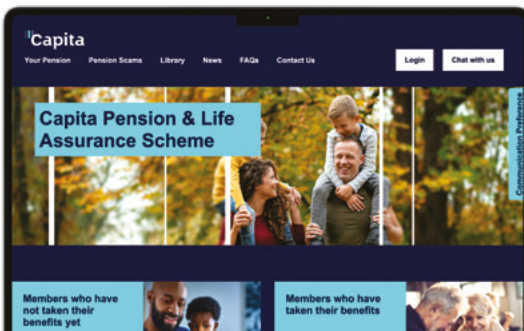 Capita
Your Pension Pension Scams Library News FAQs Contact Us Login Chat with us
Capita Pension & Life
Assurance Scheme
Communication Preference
Members who have
not taken their
benefits yet
Members who have
taken their benefits